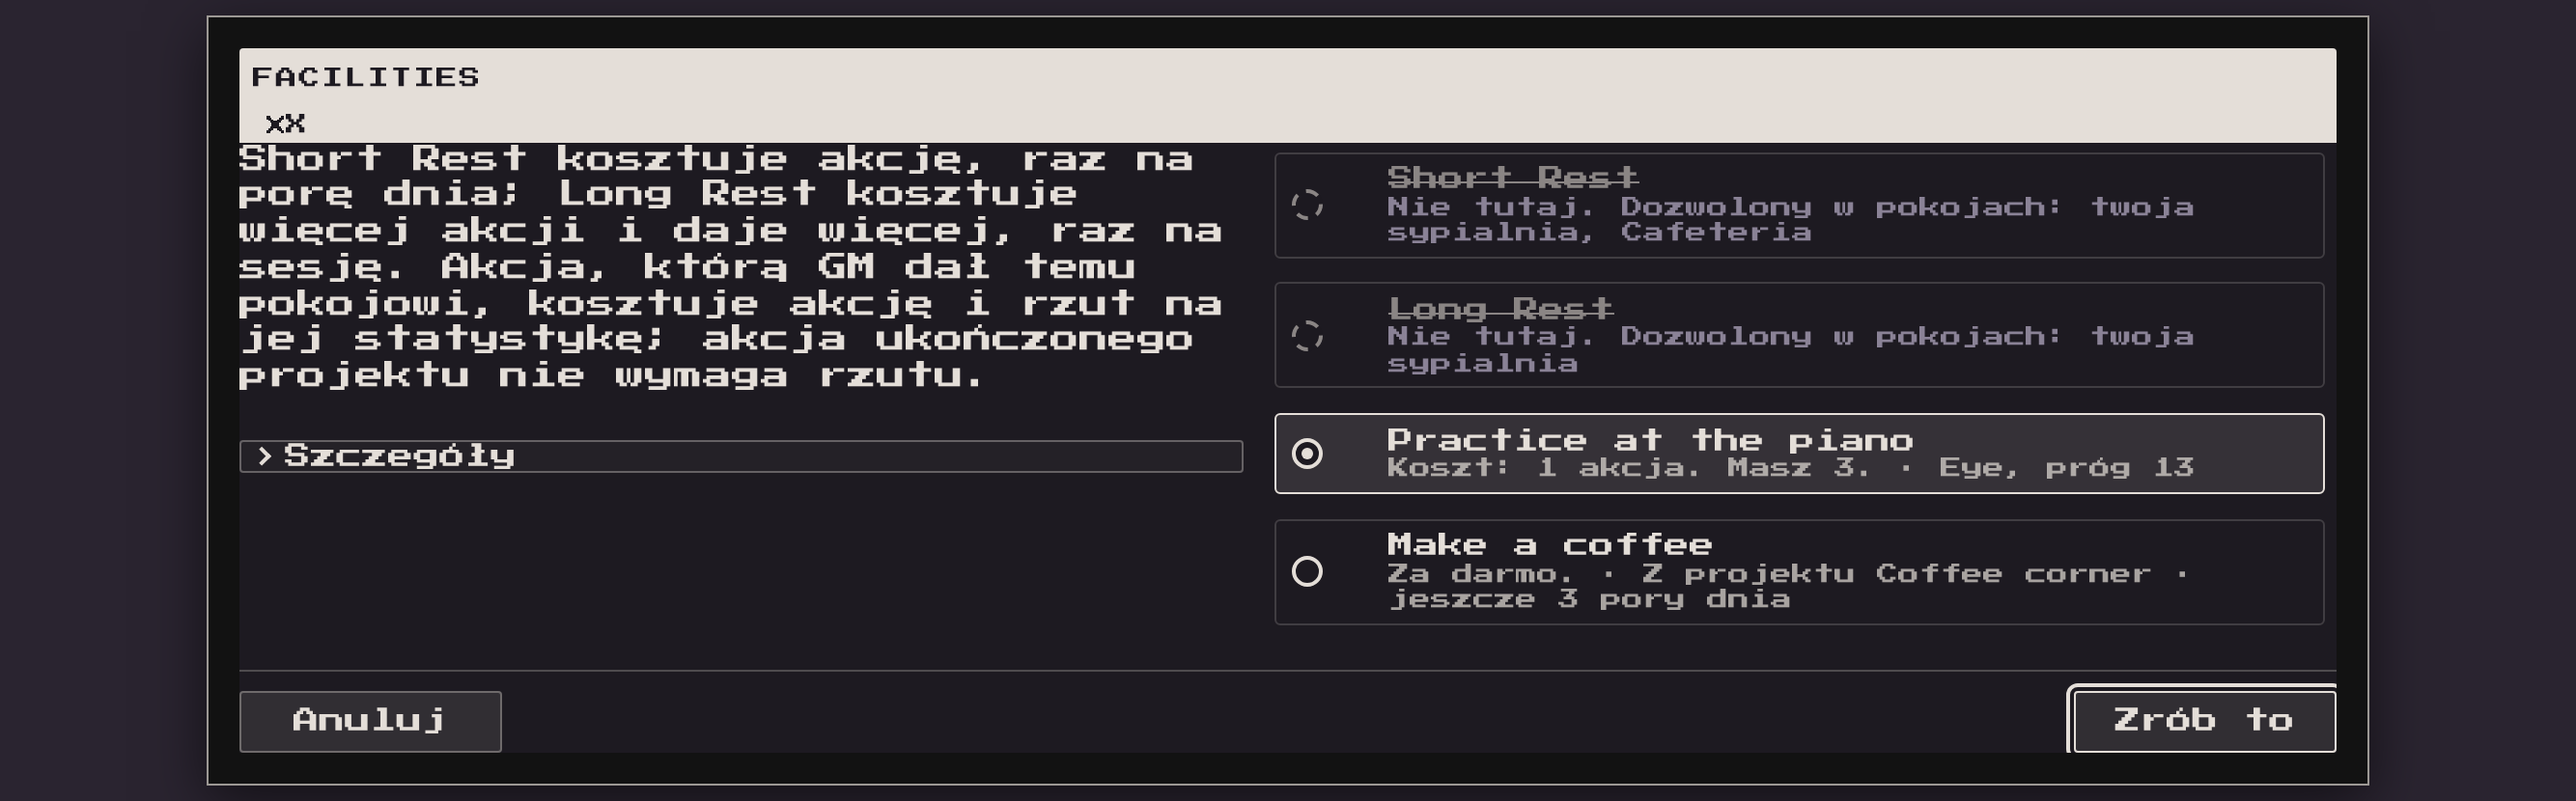 FACILITIES
xX
Short Rest kosztuje akcję, raz na
porę dnia; Long Rest kosztuje
więcej akcji i daje więcej, raz na
sesję. Akcja, którą GM dał temu
pokojowi, kosztuje akcję i rzut na
jej statystykę; akcja ukończonego
projektu nie wymaga rzutu.
Szczegóły
Short Rest
Nie tutaj. Dozwolony w pokojach: twoja
sypialnia, Cafeteria
Long Rest
Nie tutaj. Dozwolony w pokojach: twoja
sypialnia
Practice at the piano
Koszt: 1 akcja. Masz 3. · Eye, próg 13
Make a coffee
Za darmo. · Z projektu Coffee corner ·
jeszcze 3 pory dnia
Anuluj
Zrób to